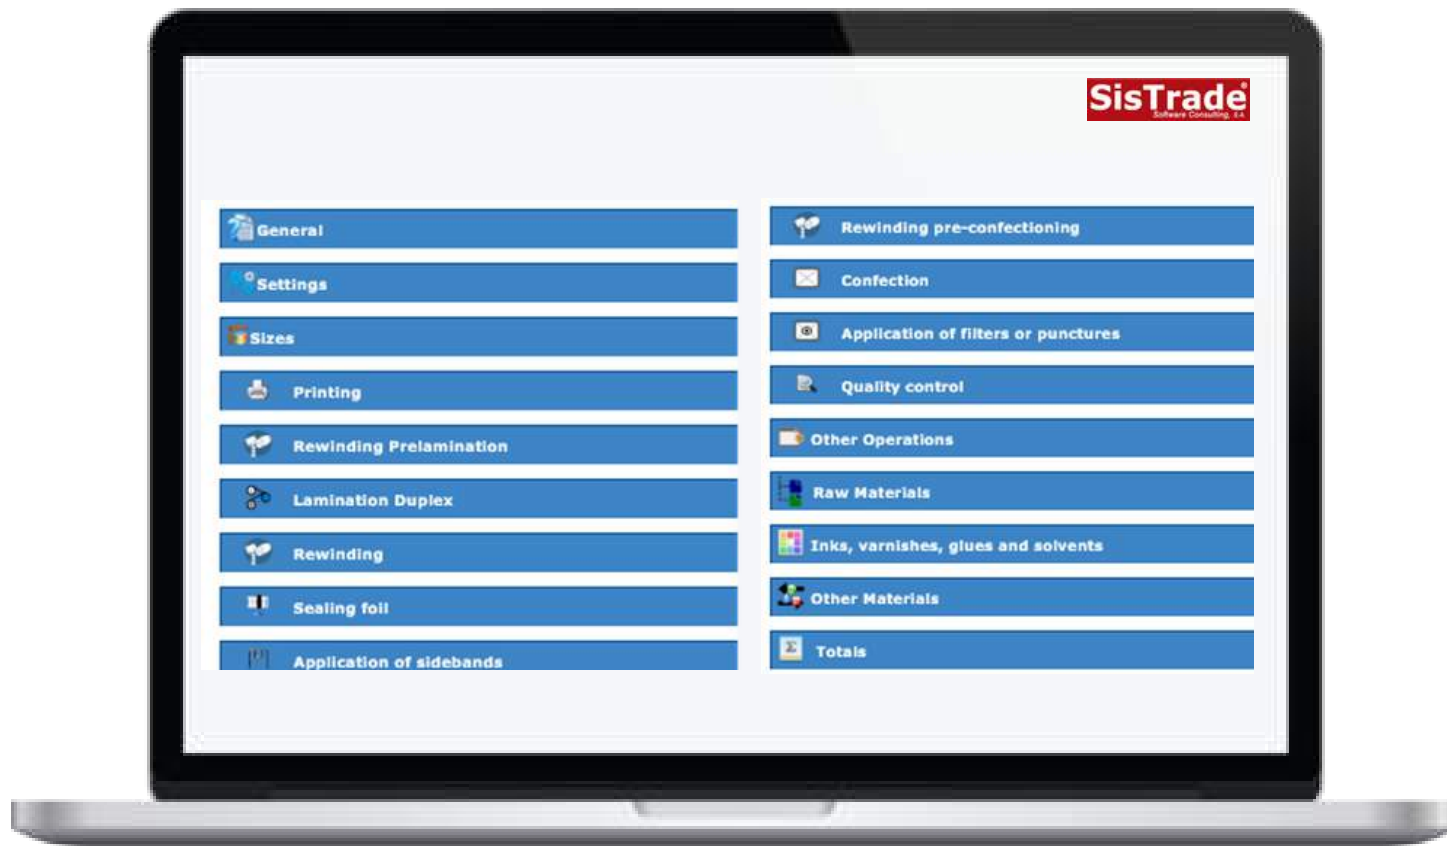 SisTrade
Software Consulting, S.A.
General
Settings
Sizes
Printing
Rewinding Prelamination
Lamination Duplex
Rewinding
Sealing foil
Application of sidebands
Rewinding pre-confectioning
Confection
Application of filters or punctures
Quality control
Other Operations
Raw Materials
Inks, varnishes, glues and solvents
Other Materials
Totals